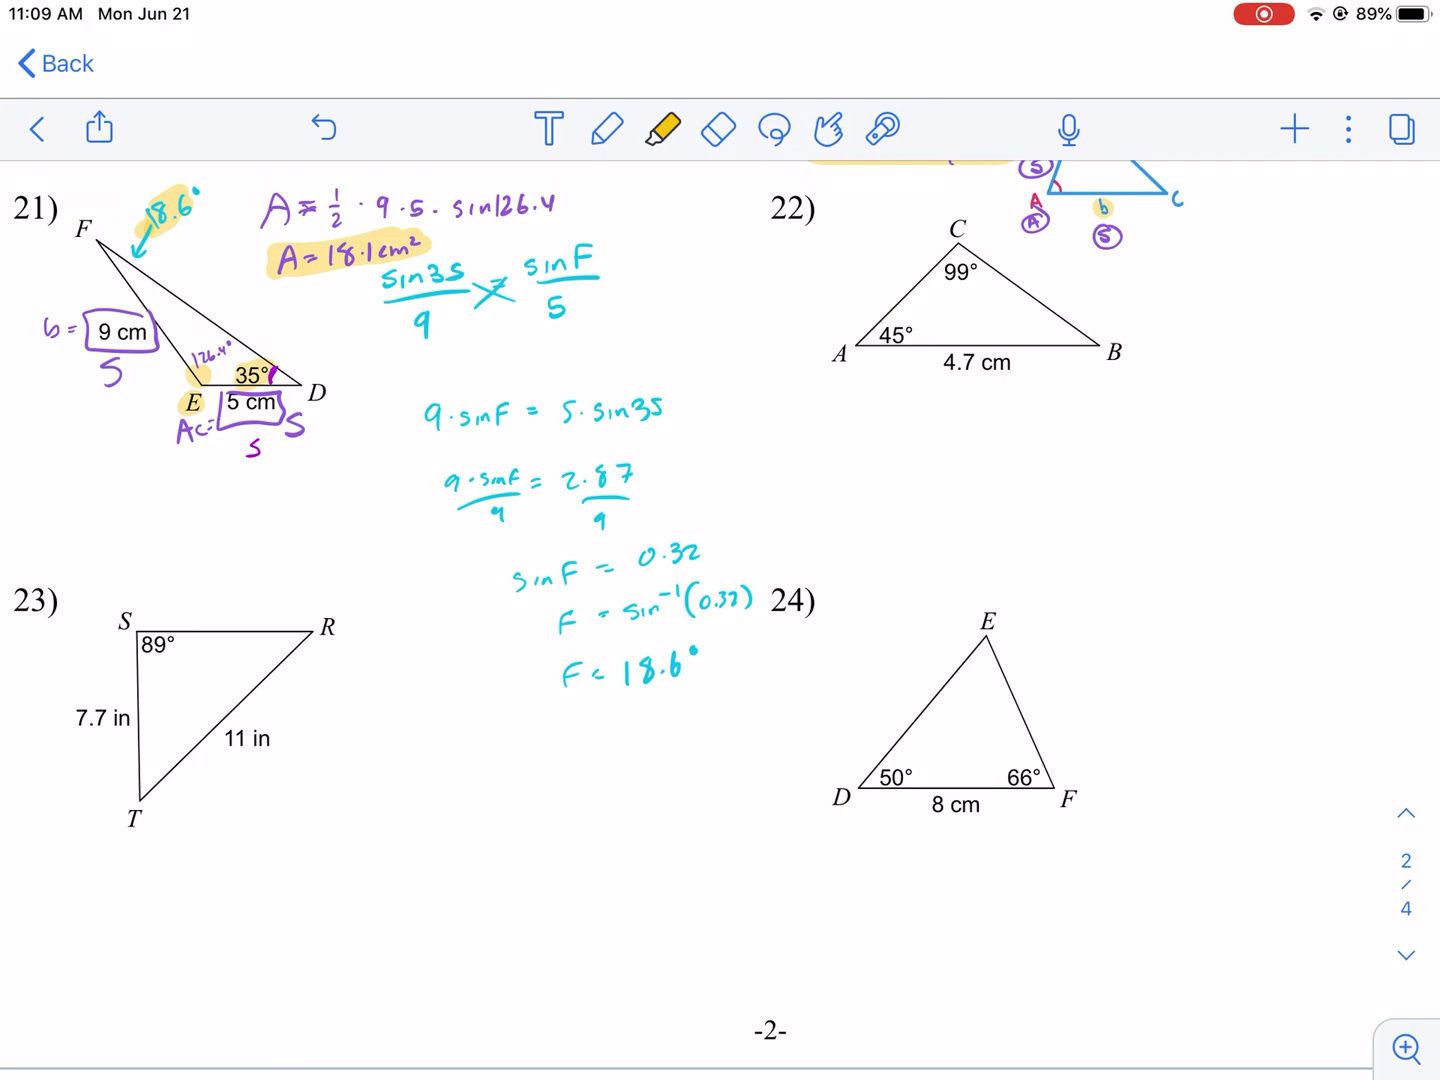 11:09 AM Mon Jun 21
89%
Back
T
S
A
A
b
S
C
21)
F
18.6°
A = 1/2 · 9 · 5 · sin126.4
A = 18.1cm²
sin35/9 = sinF/5
b = 9 cm
S
126.4°
35°
E
D
Ac = 5 cm S
S
9 · sinF = 5 · sin35
9 · sinF/9 = 2.87/9
sinF = 0.32
F = sin⁻¹(0.32)
F = 18.6°
22)
C
99°
45°
A
B
4.7 cm
23)
S
R
89°
7.7 in
11 in
T
24)
E
50°
66°
D
F
8 cm
2
/
4
-2-